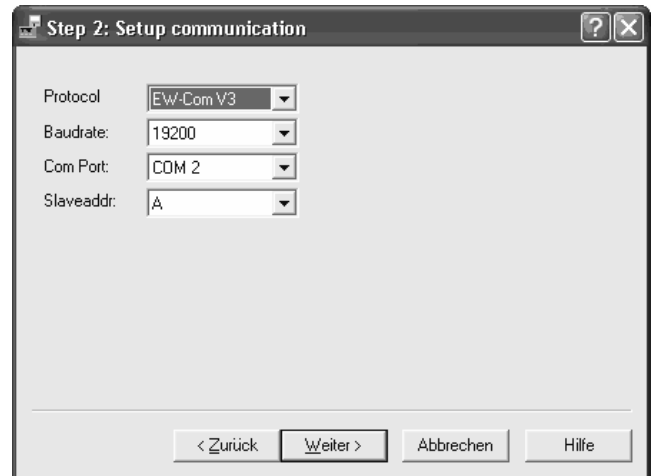 Step 2: Setup communication
Protocol EW-Com V3
Baudrate: 19200
Com Port: COM 2
Slaveaddr: A
< Zurück Weiter > Abbrechen Hilfe